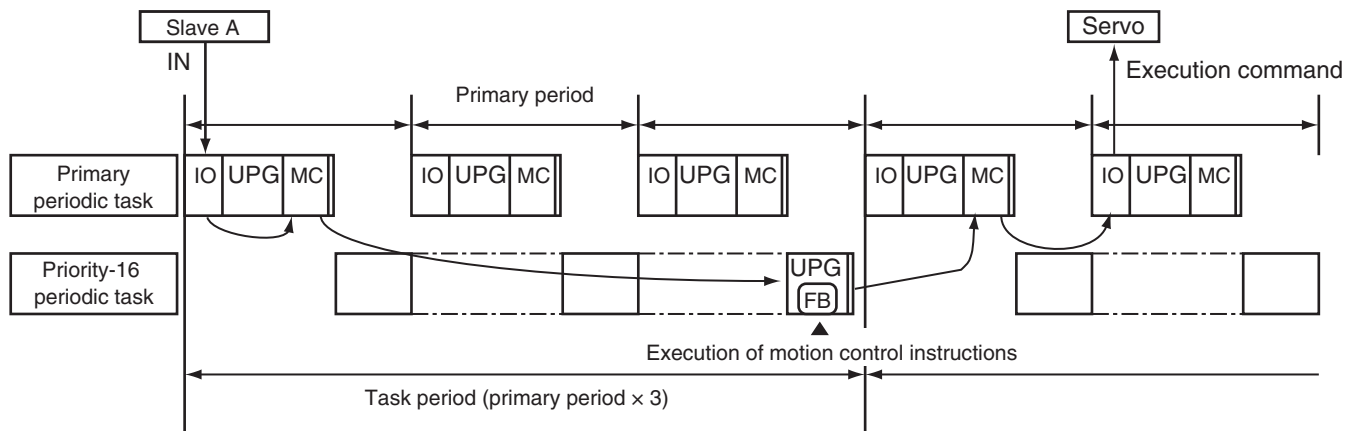 Slave A
Servo
IN
Execution command
Primary period
Primary periodic task
IO UPG MC
IO UPG MC
IO UPG MC
IO UPG MC
IO UPG MC
Priority-16 periodic task
UPG
FB
Execution of motion control instructions
Task period (primary period × 3)